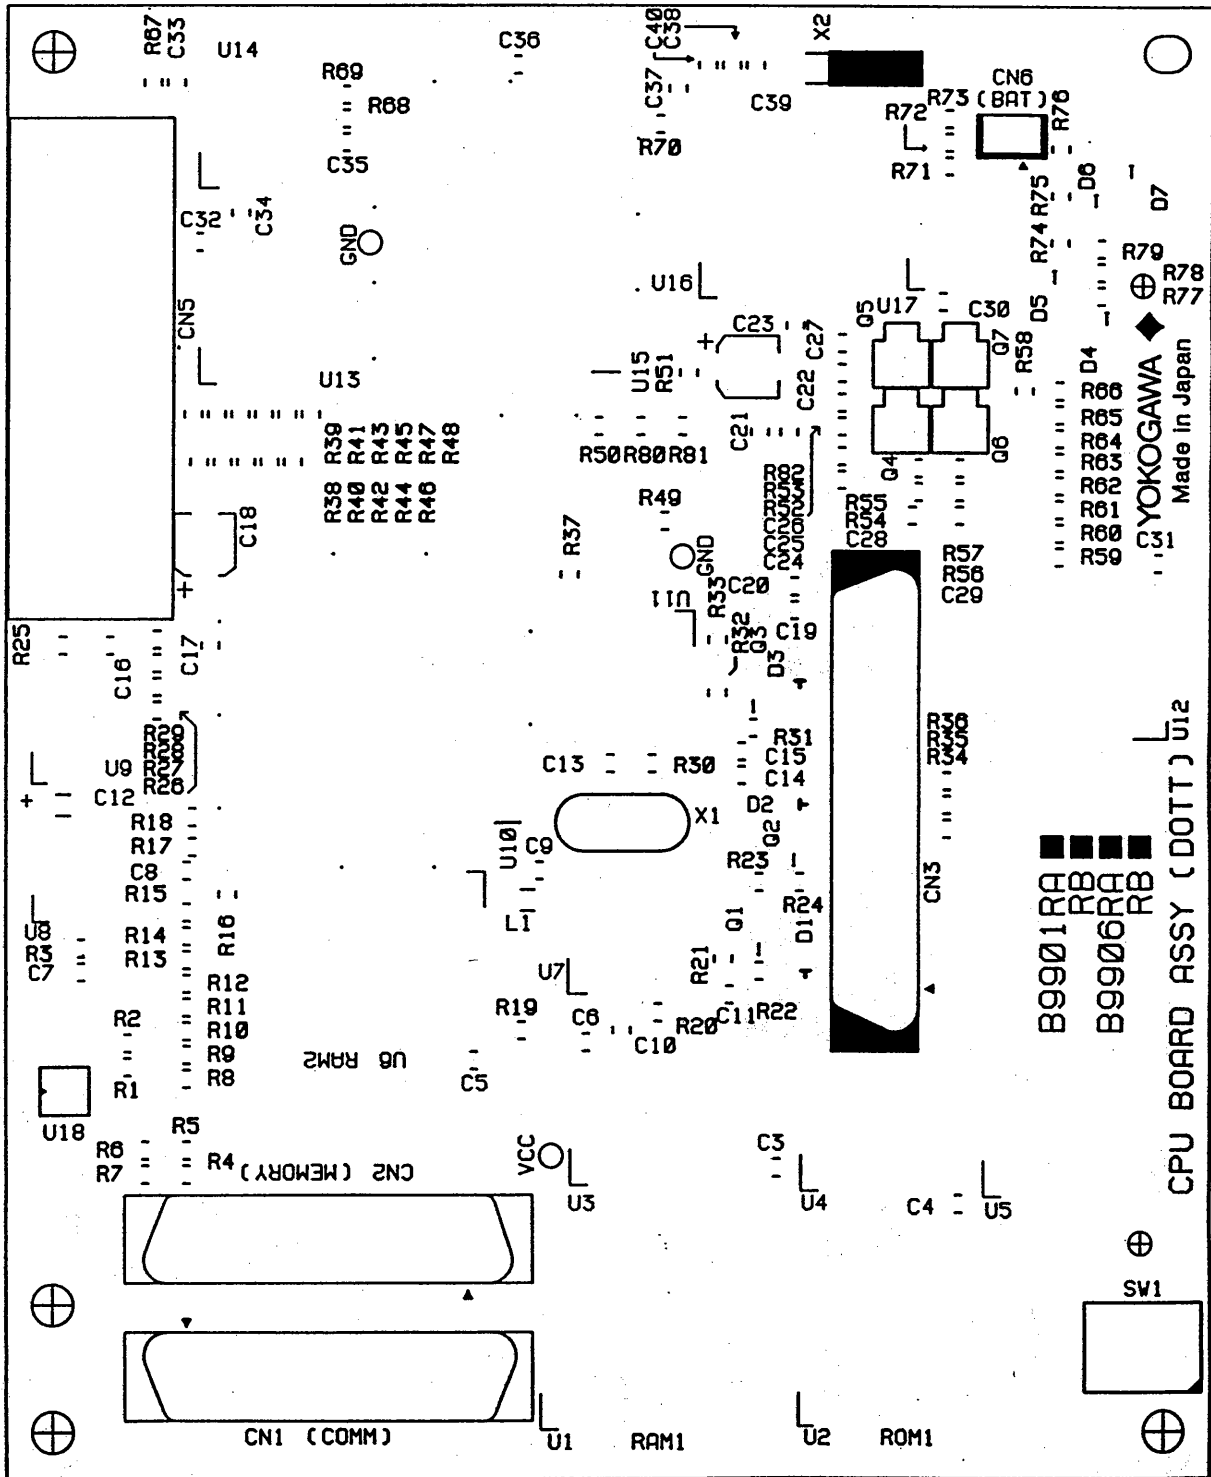 R67
C33
U14
C36
C40
C38
X2
R69
R68
C35
C37
C39
R70
R73
CN6
(BAT)
R72
R71
R76
D6
D7
R75
R74
C32
C34
GND
U16
U17
C30
Q5
Q7
D5
R79
R78
R77
CN5
U13
C23
C27
U15
R51
C22
R58
D4
YOKOGAWA
Made in Japan
R66
R65
R64
R63
R62
R61
R60
R59
C31
R39
R41
R43
R45
R47
R48
R38
R40
R42
R44
R46
R50
R80
R81
C21
Q4
Q6
R82
R53
R52
C26
C25
C24
R49
R55
R54
C28
C18
R37
GND
R57
R56
C29
U11
R33
C20
R32
Q3
C19
D3
R25
C16
C17
R29
R28
R27
R26
U9
C12
R36
R35
R34
R31
C15
C14
C13
R30
U12
D2
X1
Q2
R18
R17
C8
R15
R16
U10
C9
L1
R23
R24
CN3
U8
R3
C7
R14
R13
Q1
D1
R21
U7
R12
R11
R10
R9
R8
R2
R1
R19
C6
R20
C11
R22
C10
U6 RAM2
C5
B9901RA
RB
B9906RA
RB
CPU BOARD ASSY (DOTT)
U18
R5
R6
R7
R4
CN2 (MEMORY)
VCC
U3
C3
U4
C4
U5
SW1
CN1 (COMM)
U1
RAM1
U2
ROM1